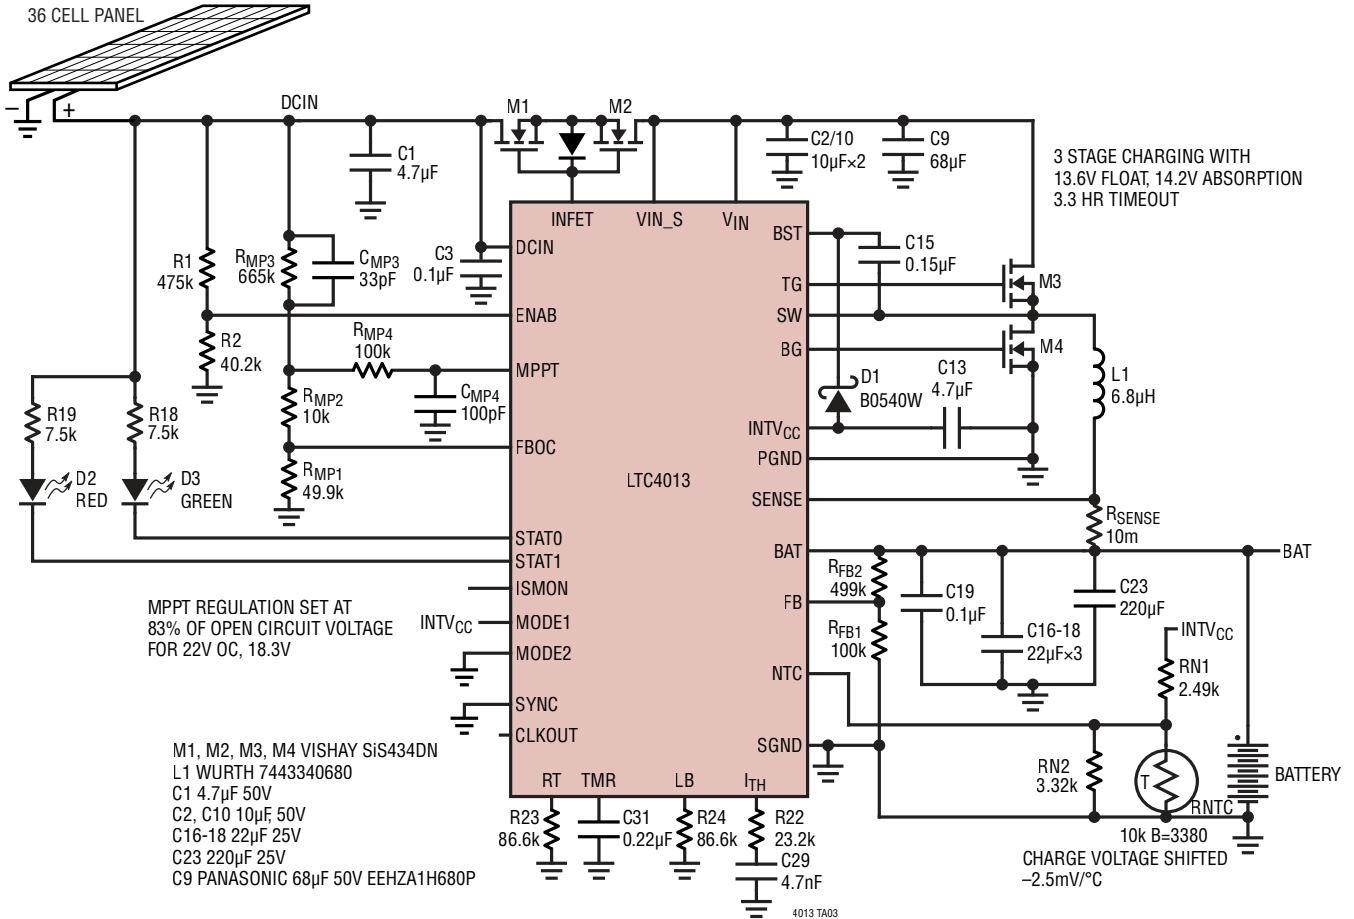 36 CELL PANEL
–
+
DCIN
M1
M2
C1
4.7µF
C2/10
10µF×2
C9
68µF
3 STAGE CHARGING WITH
13.6V FLOAT, 14.2V ABSORPTION
3.3 HR TIMEOUT
INFET
VIN_S
VIN
R1
475k
RMP3
665k
CMP3
33pF
C3
0.1µF
DCIN
BST
C15
0.15µF
TG
M3
ENAB
SW
R2
40.2k
RMP4
100k
BG
M4
MPPT
D1
B0540W
C13
4.7µF
L1
6.8µH
R19
7.5k
R18
7.5k
RMP2
10k
CMP4
100pF
INTVCC
FBOC
PGND
D2
RED
D3
GREEN
RMP1
49.9k
LTC4013
SENSE
RSENSE
10m
STAT0
STAT1
BAT
BAT
ISMON
RFB2
499k
FB
C19
0.1µF
C23
220µF
MPPT REGULATION SET AT
83% OF OPEN CIRCUIT VOLTAGE
FOR 22V OC, 18.3V
INTVCC
MODE1
RFB1
100k
C16-18
22µF×3
INTVCC
MODE2
NTC
RN1
2.49k
SYNC
CLKOUT
SGND
M1, M2, M3, M4 VISHAY SiS434DN
L1 WURTH 7443340680
C1 4.7µF 50V
C2, C10 10µF, 50V
C16-18 22µF 25V
C23 220µF 25V
C9 PANASONIC 68µF 50V EEHZA1H680P
RT
TMR
LB
ITH
RN2
3.32k
T
RNTC
BATTERY
R23
86.6k
C31
0.22µF
R24
86.6k
R22
23.2k
10k B=3380
CHARGE VOLTAGE SHIFTED
–2.5mV/°C
C29
4.7nF
4013 TA03